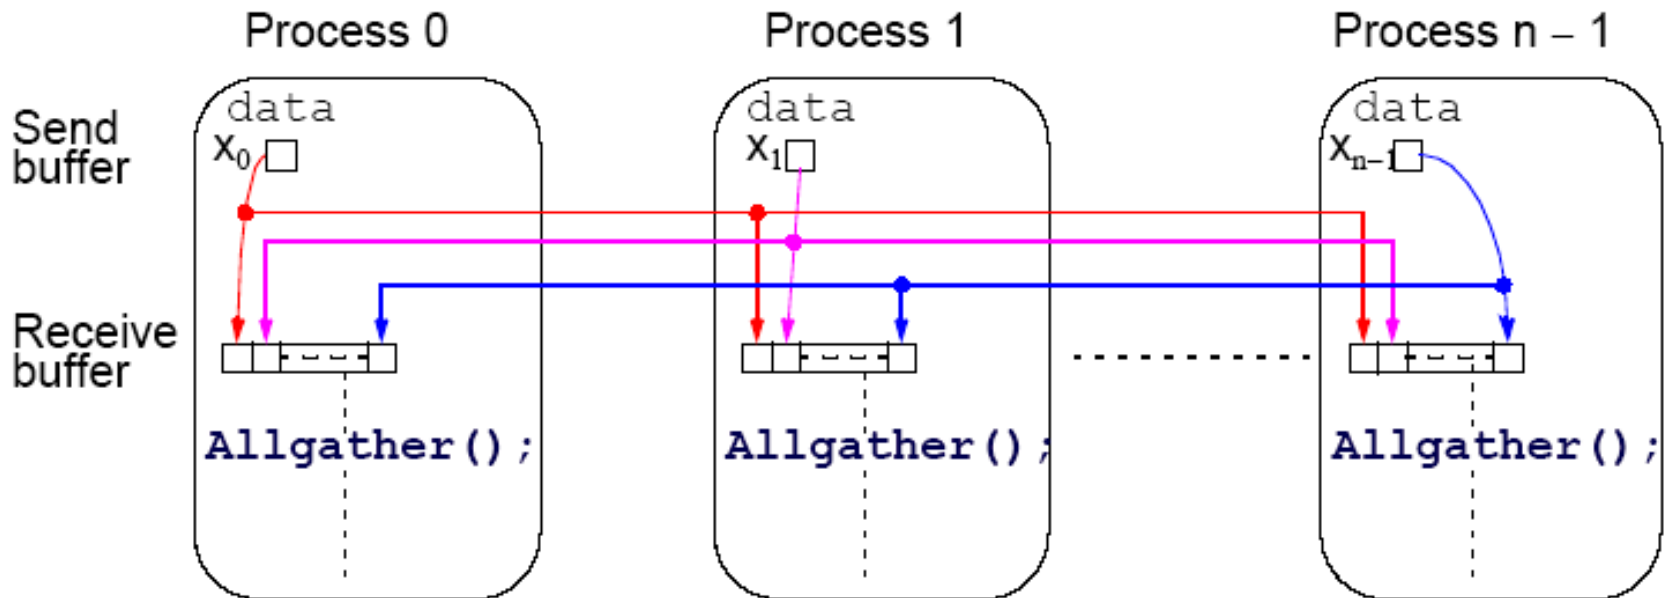 Process 0
Process 1
Process n – 1
data
data
data
Send
buffer
x₀
x₁
xₙ₋₁
Receive
buffer
Allgather();
Allgather();
Allgather();